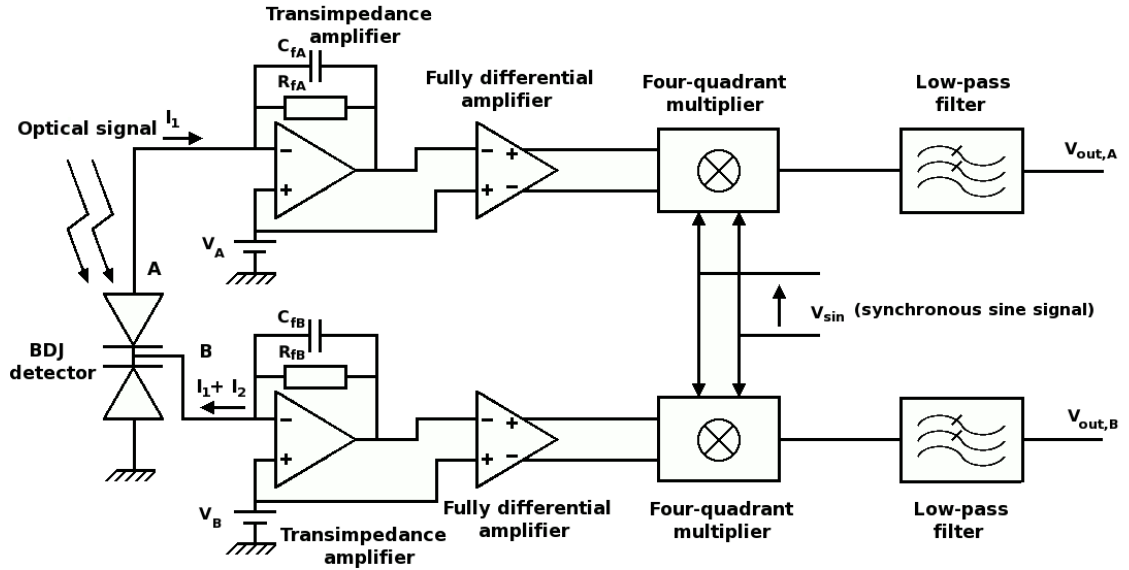 Transimpedance
amplifier
CfA
RfA
Fully differential
amplifier
Four-quadrant
multiplier
Low-pass
filter
Optical signal
I1
− +
+ −
− +
+ −
Vout,A
VA
A
Vsin (synchronous sine signal)
BDJ
detector
B
I1+ I2
CfB
RfB
− +
+ −
− +
+ −
Vout,B
VB
Transimpedance
amplifier
Fully differential
amplifier
Four-quadrant
multiplier
Low-pass
filter